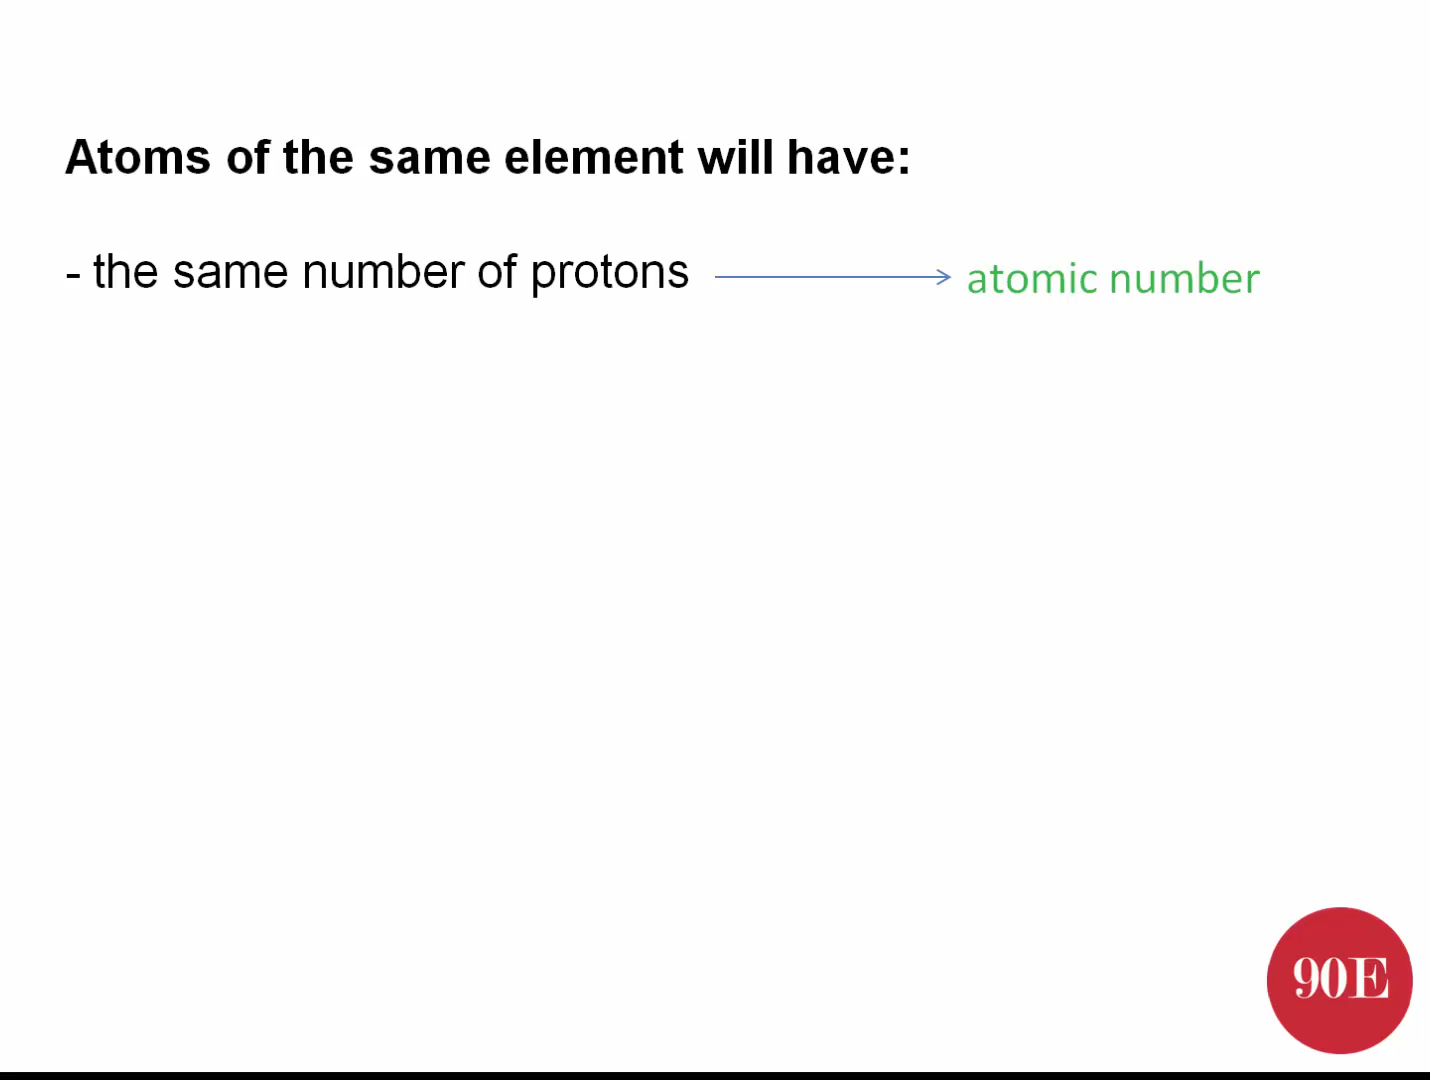 Atoms of the same element will have:
- the same number of protons
atomic number
90E